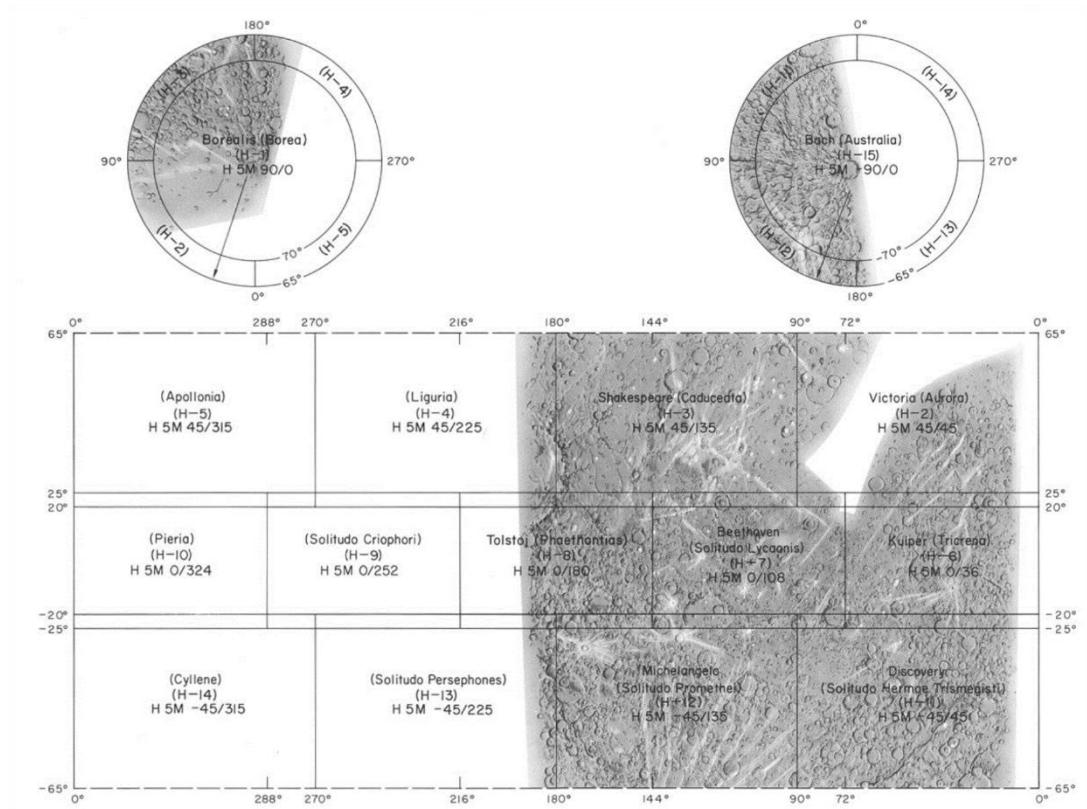 180°
(H-3)
(H-4)
Borealis (Borea)
(H-1)
H 5M 90/0
90°
270°
(H-2)
(H-5)
70°
65°
0°
0°
(H-11)
(H-14)
Bach (Australia)
(H-15)
H 5M -90/0
90°
270°
(H-12)
(H-13)
-70°
-65°
180°
0° 288° 270° 216° 180° 144° 90° 72° 0°
65° 65°
(Apollonia)
(H-5)
H 5M 45/315
(Liguria)
(H-4)
H 5M 45/225
Shakespeare (Caduceata)
(H-3)
H 5M 45/135
Victoria (Aurora)
(H-2)
H 5M 45/45
25° 25°
20° 20°
(Pieria)
(H-10)
H 5M 0/324
(Solitudo Criophori)
(H-9)
H 5M 0/252
Tolstoj (Phaethontias)
(H-8)
H 5M 0/180
Beethoven
(Solitudo Lycaonis)
(H-7)
H 5M 0/108
Kuiper (Tricrena)
(H-6)
H 5M 0/36
-20° -20°
-25° -25°
(Cyllene)
(H-14)
H 5M -45/315
(Solitudo Persephones)
(H-13)
H 5M -45/225
Michelangelo
(Solitudo Promethei)
(H-12)
H 5M -45/135
Discovery
(Solitudo Hermae Trismegisti)
(H-11)
H 5M -45/45
-65° -65°
0° 288° 270° 216° 180° 144° 90° 72° 0°